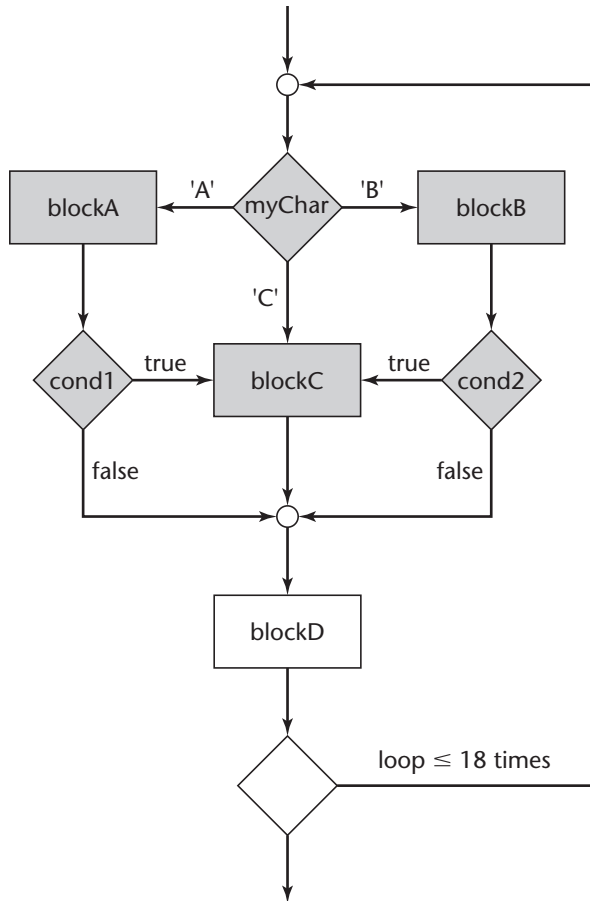 'A'
'B'
blockA
myChar
blockB
'C'
true
true
cond1
blockC
cond2
false
false
blockD
loop ≤ 18 times